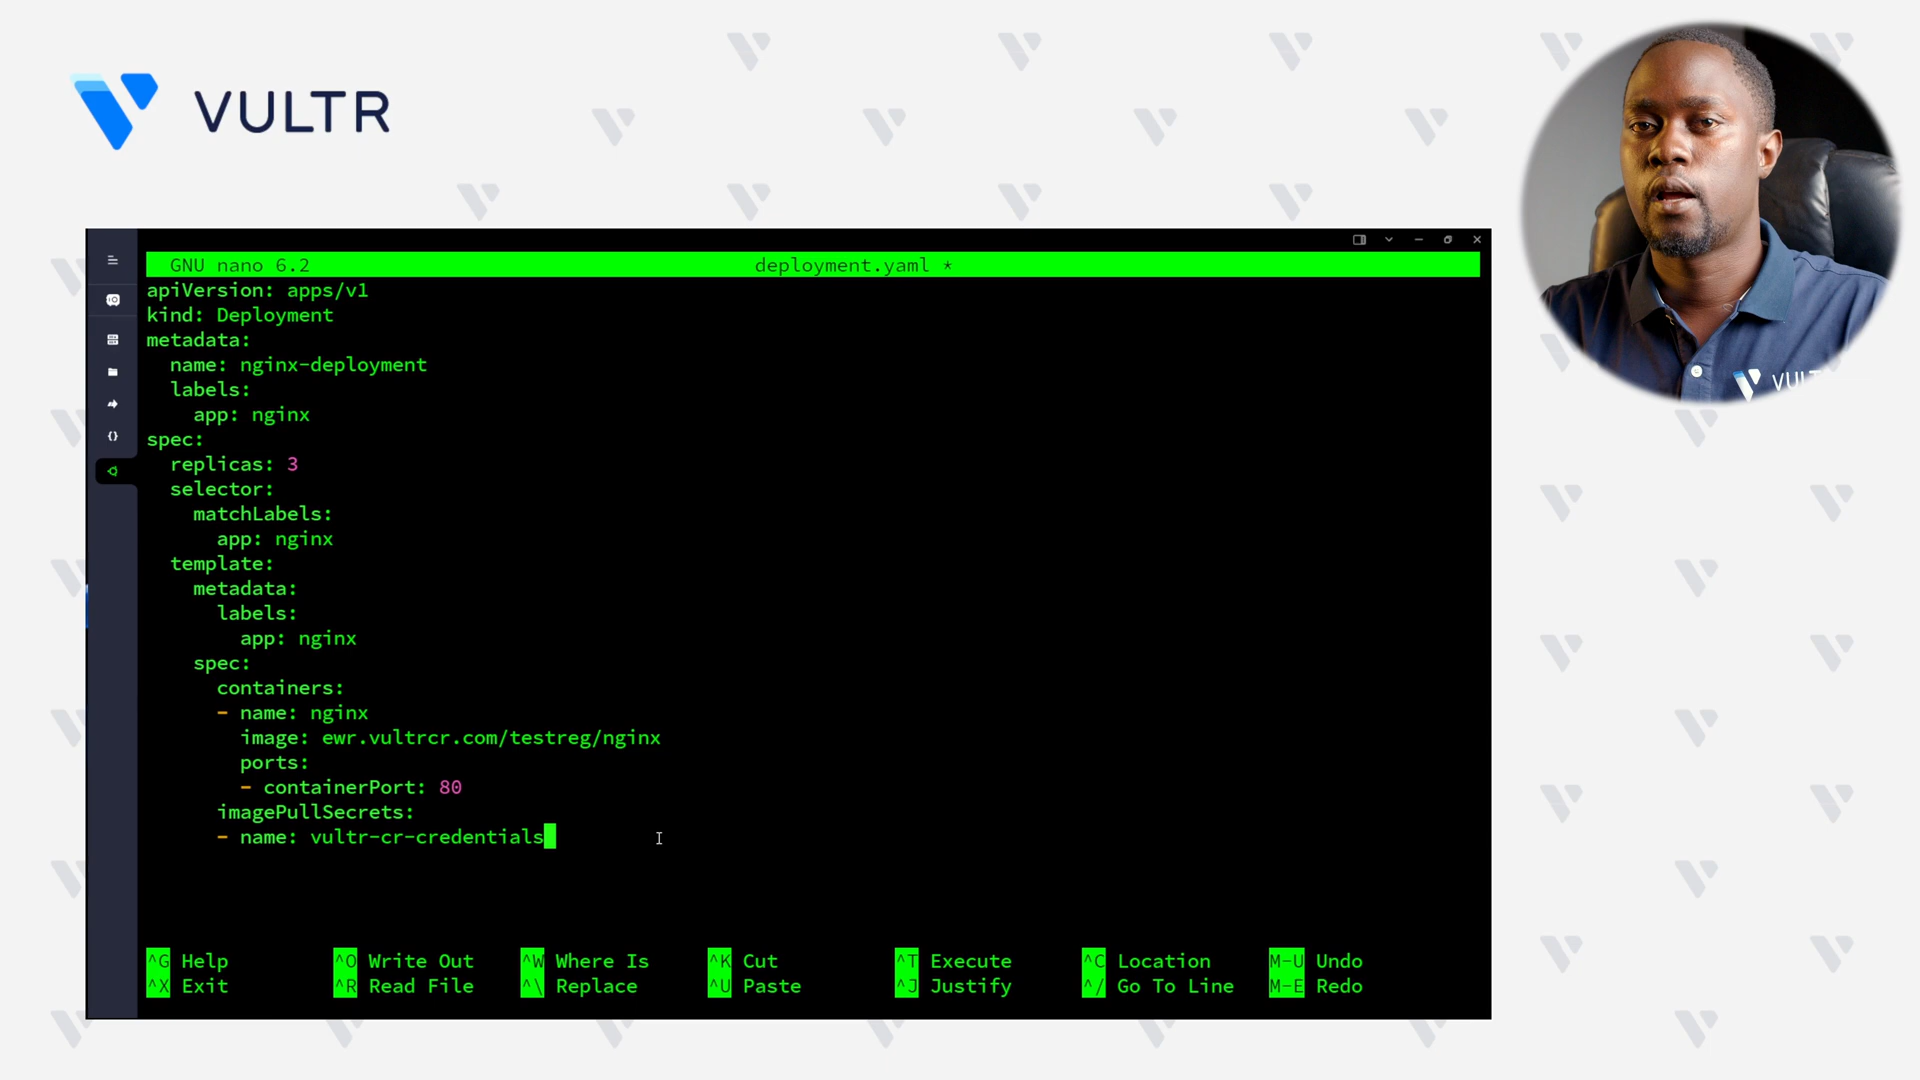 VULTR
GNU nano 6.2 deployment.yaml *
apiVersion: apps/v1
kind: Deployment
metadata:
  name: nginx-deployment
  labels:
    app: nginx
spec:
  replicas: 3
  selector:
    matchLabels:
      app: nginx
  template:
    metadata:
      labels:
        app: nginx
    spec:
      containers:
      - name: nginx
        image: ewr.vultrcr.com/testreg/nginx
        ports:
        - containerPort: 80
      imagePullSecrets:
      - name: vultr-cr-credentials
^G Help ^O Write Out ^W Where Is ^K Cut ^T Execute ^C Location M-U Undo
^X Exit ^R Read File ^\ Replace ^U Paste ^J Justify ^/ Go To Line M-E Redo